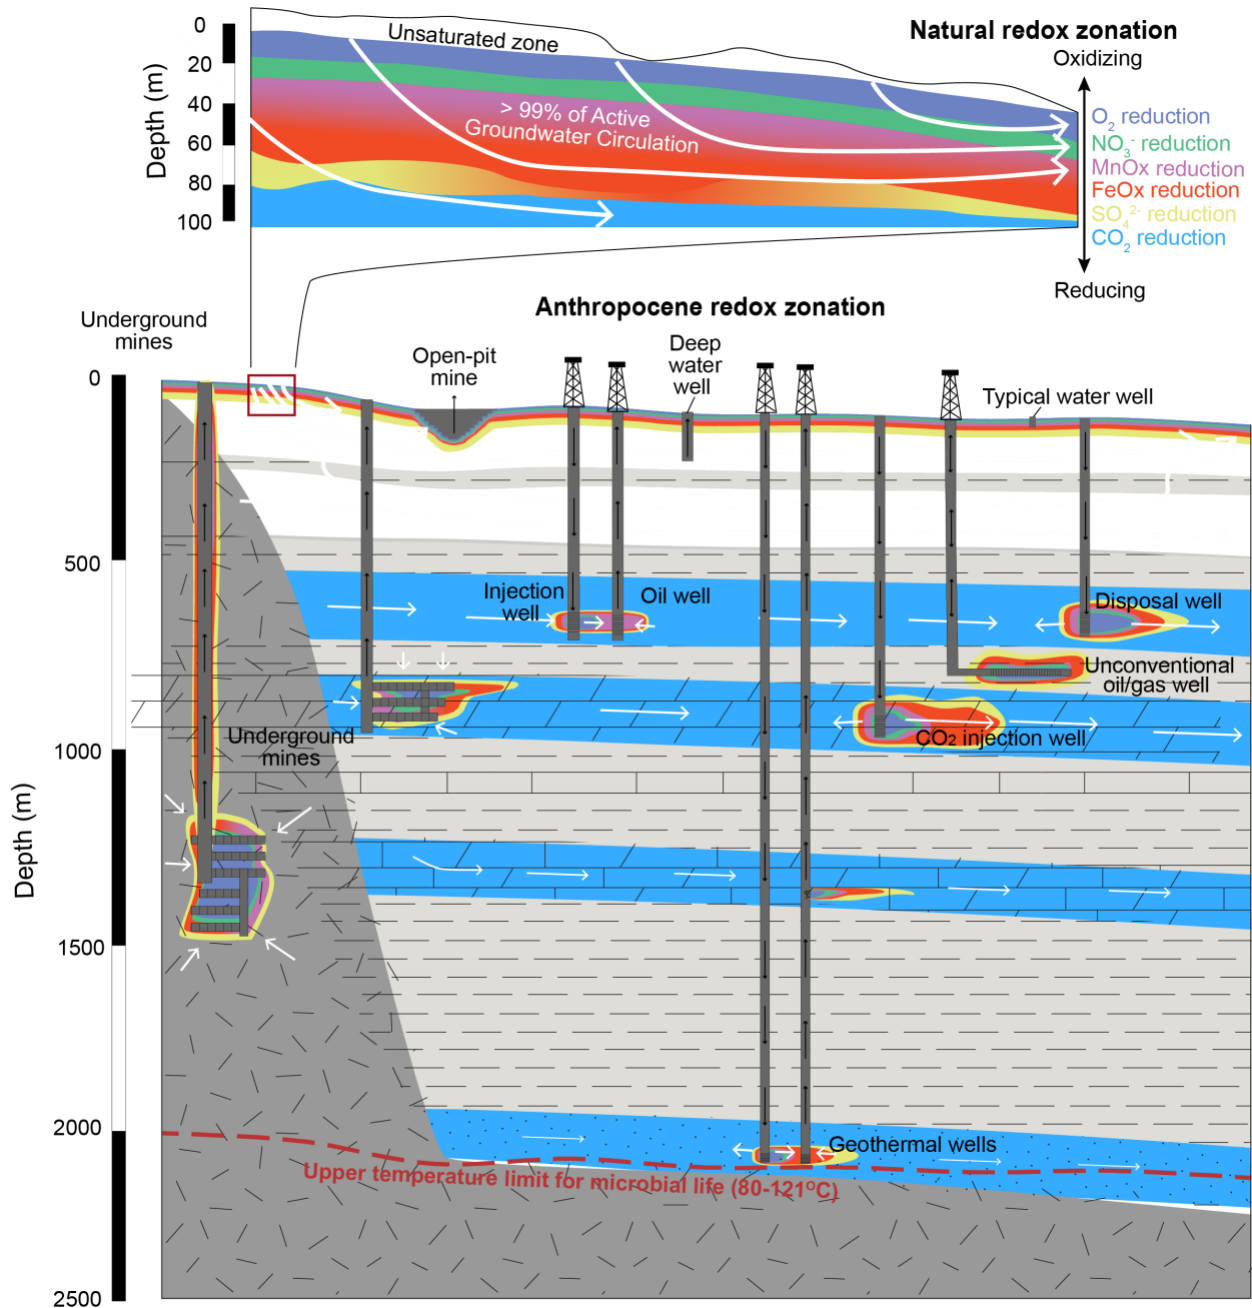 Natural redox zonation
Oxidizing
Unsaturated zone
0
20
40
60
80
100
Depth (m)
> 99% of Active
Groundwater Circulation
O₂ reduction
NO₃⁻ reduction
MnOx reduction
FeOx reduction
SO₄²⁻ reduction
CO₂ reduction
Reducing
Anthropocene redox zonation
Underground
mines
Open-pit
mine
Deep
water
well
Typical water well
0
500
1000
1500
2000
2500
Depth (m)
Injection
well
Oil well
Disposal well
Unconventional
oil/gas well
Underground
mines
CO₂ injection well
Geothermal wells
Upper temperature limit for microbial life (80-121°C)